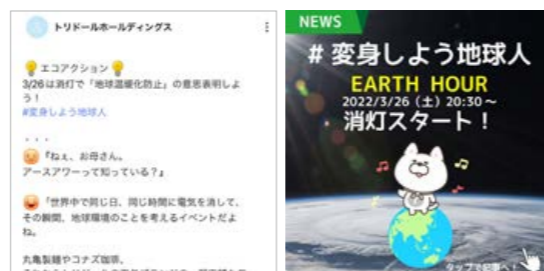 トリドールホールディングス
💡エコアクション💡
3/26は消灯で「地球温暖化防止」の意思表明しよ
う！
#変身しよう地球人
・・・
『ねぇ、お母さん。
アースアワーって知っている？』
「世界中で同じ日、同じ時間に電気を消して、
その瞬間、地球環境のことを考えるイベントだよ
ね。
丸亀製麺やコナズ珈琲、
NEWS
# 変身しよう地球人
EARTH HOUR
2022/3/26（土）20:30～
消灯スタート！